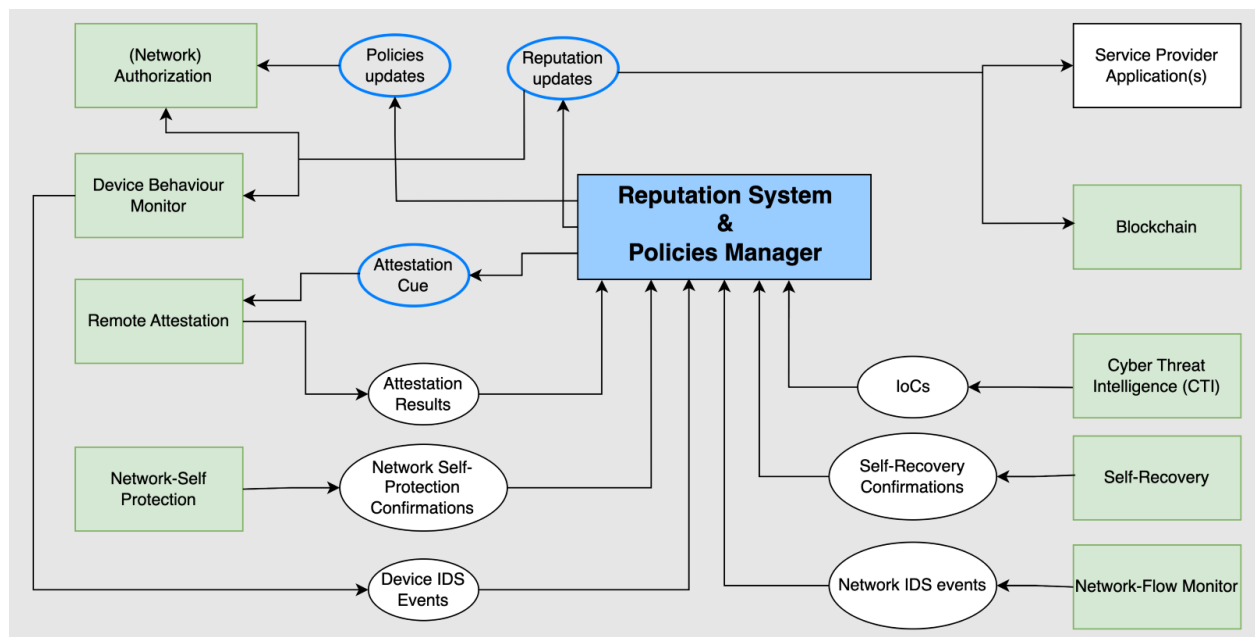 (Network)
Authorization
Policies
updates
Reputation
updates
Service Provider
Application(s)
Device Behaviour
Monitor
Reputation System
&
Policies Manager
Blockchain
Attestation
Cue
Remote Attestation
Attestation
Results
IoCs
Cyber Threat
Intelligence (CTI)
Network-Self
Protection
Network Self-
Protection
Confirmations
Self-Recovery
Confirmations
Self-Recovery
Device IDS
Events
Network IDS events
Network-Flow Monitor